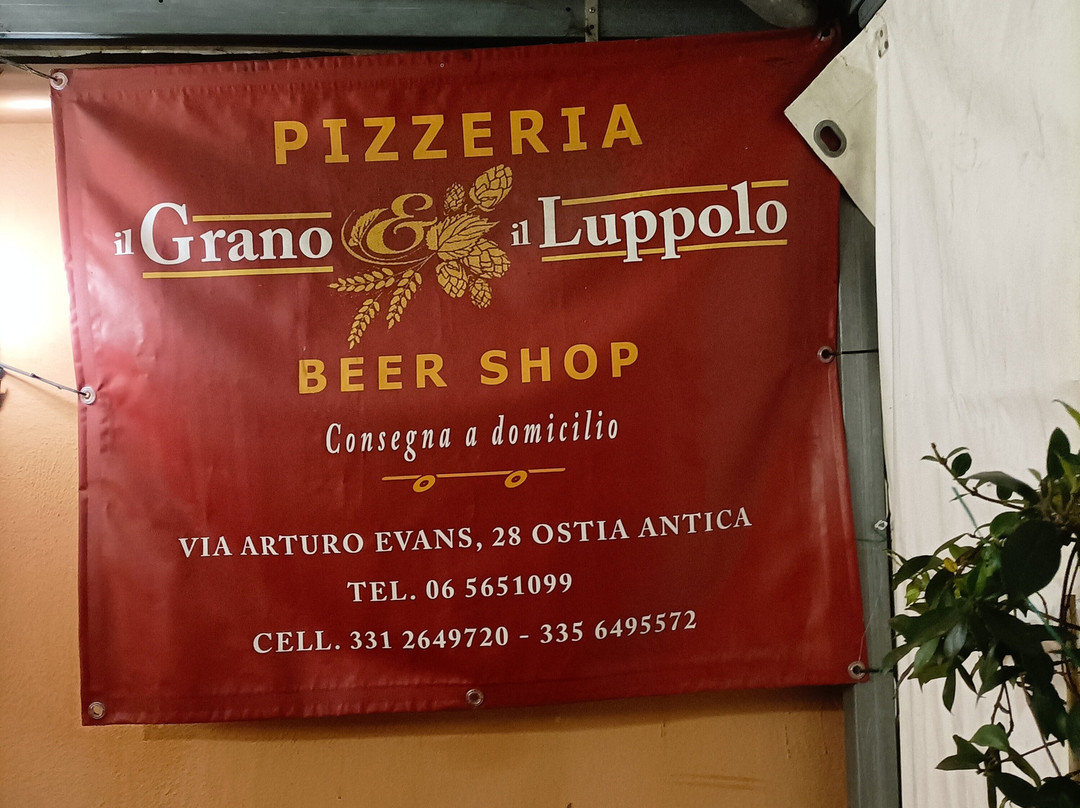 PIZZERIA
il Grano & il Luppolo
BEER SHOP
Consegna a domicilio
VIA ARTURO EVANS, 28 OSTIA ANTICA
TEL. 06 5651099
CELL. 331 2649720 - 335 6495572